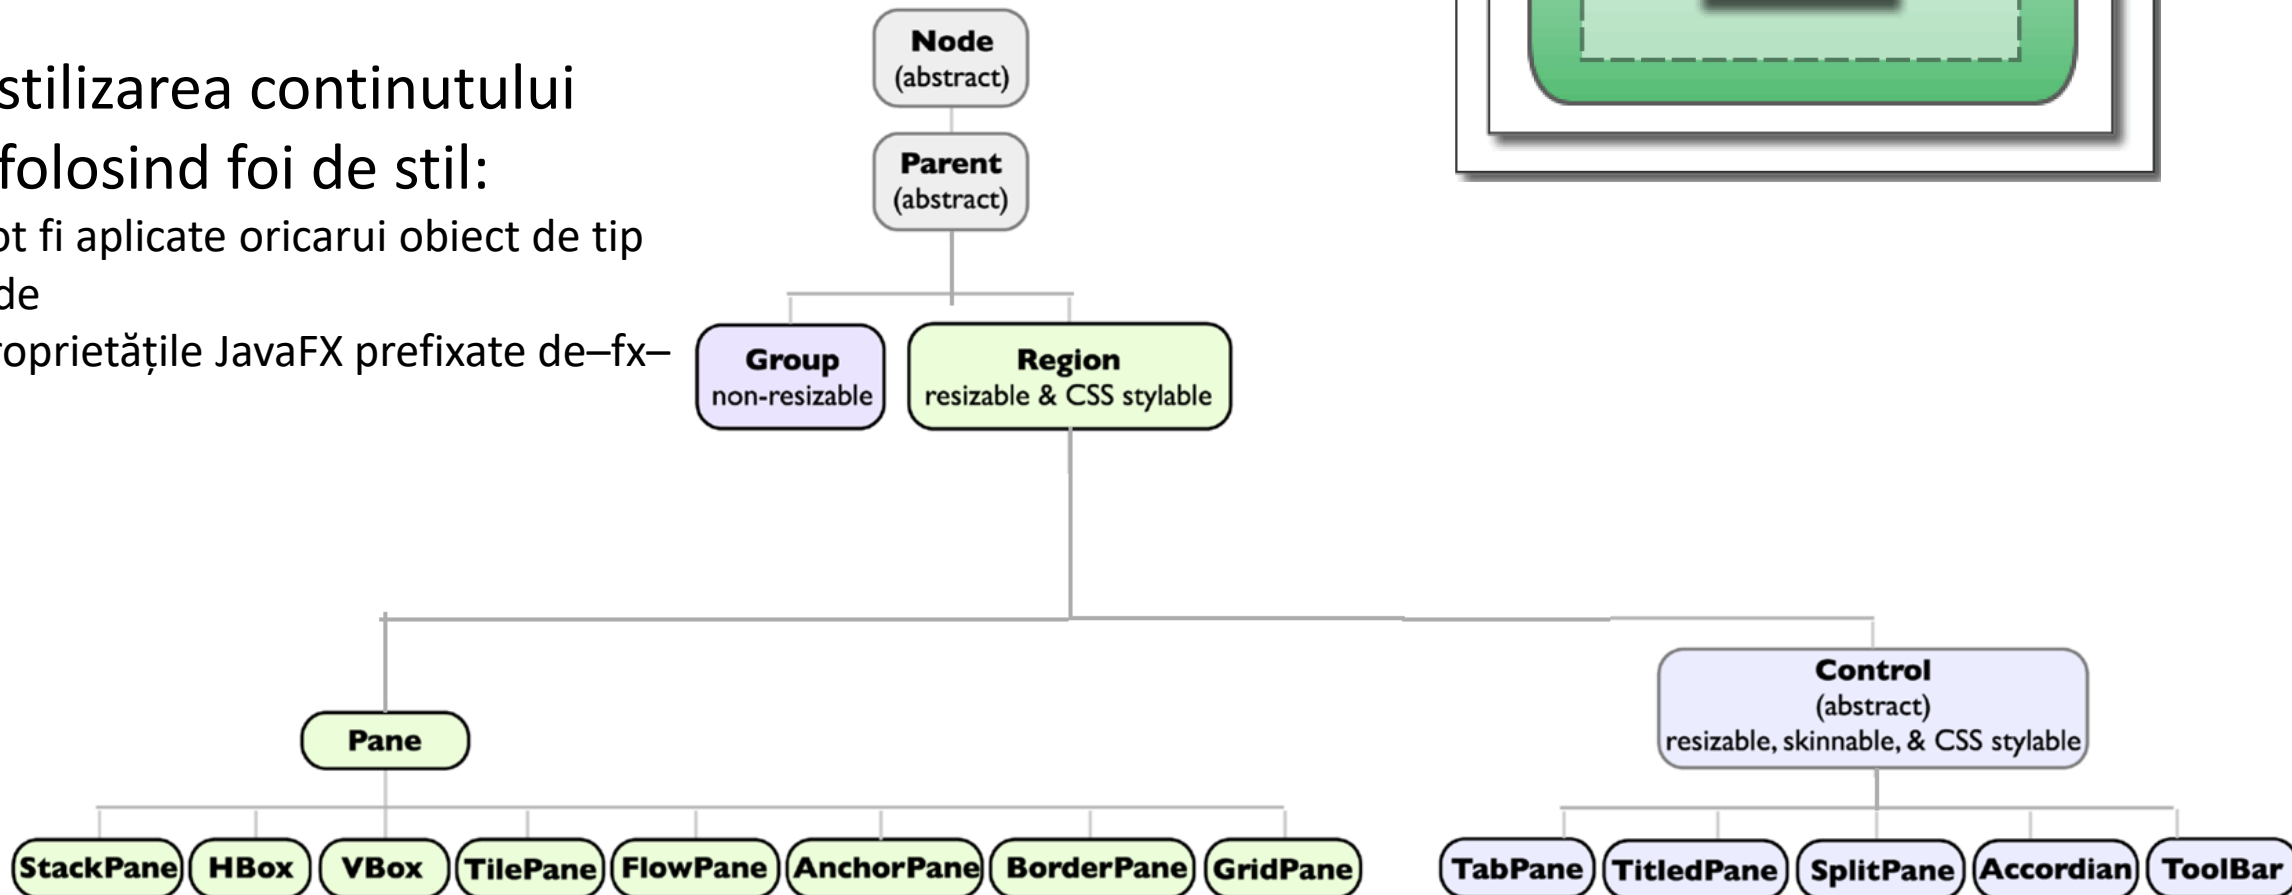 stilizarea continutului
folosind foi de stil:
ot fi aplicate oricarui obiect de tip
de
roprietățile JavaFX prefixate de–fx–
Node
(abstract)
Parent
(abstract)
Group
non-resizable
Region
resizable & CSS stylable
Pane
Control
(abstract)
resizable, skinnable, & CSS stylable
StackPane HBox VBox TilePane FlowPane AnchorPane BorderPane GridPane TabPane TitledPane SplitPane Accordian ToolBar